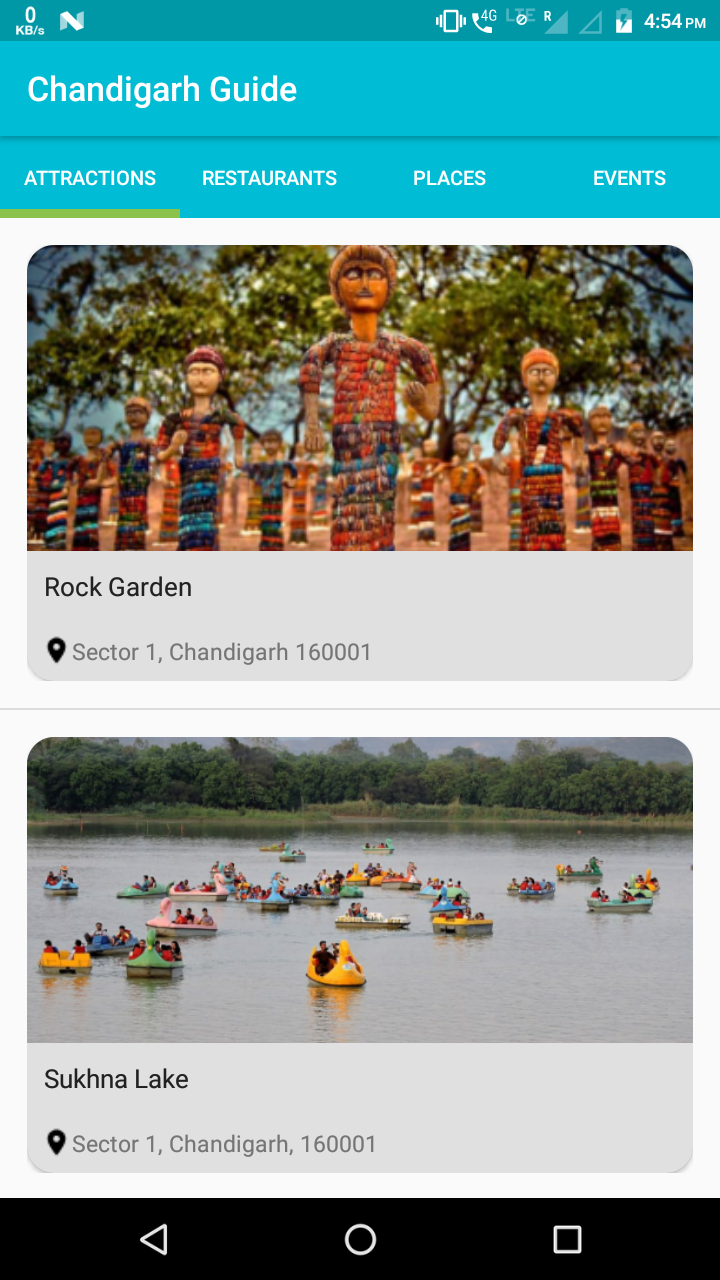 0
KB/s
4G
LTE
R
4:54 PM
Chandigarh Guide
ATTRACTIONS
RESTAURANTS
PLACES
EVENTS
Rock Garden
Sector 1, Chandigarh 160001
Sukhna Lake
Sector 1, Chandigarh, 160001